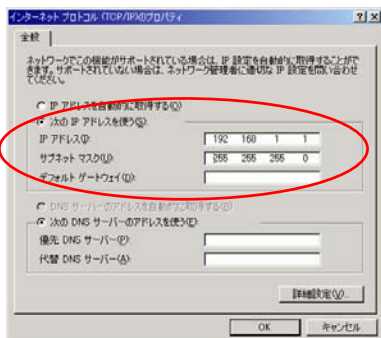 インターネット プロトコル (TCP/IP)のプロパティ
全般
ネットワークでこの機能がサポートされている場合は、IP 設定を自動的に取得することがで
きます。サポートされていない場合は、ネットワーク管理者に適切な IP 設定を問い合わせ
てください。
IP アドレスを自動的に取得する(O)
次の IP アドレスを使う(S):
IP アドレス(I): 192 168 1 1
サブネット マスク(U): 255 255 255 0
デフォルト ゲートウェイ(D):
DNS サーバーのアドレスを自動的に取得する(B)
次の DNS サーバーのアドレスを使う(E):
優先 DNS サーバー(P):
代替 DNS サーバー(A):
詳細設定(V)...
OK キャンセル